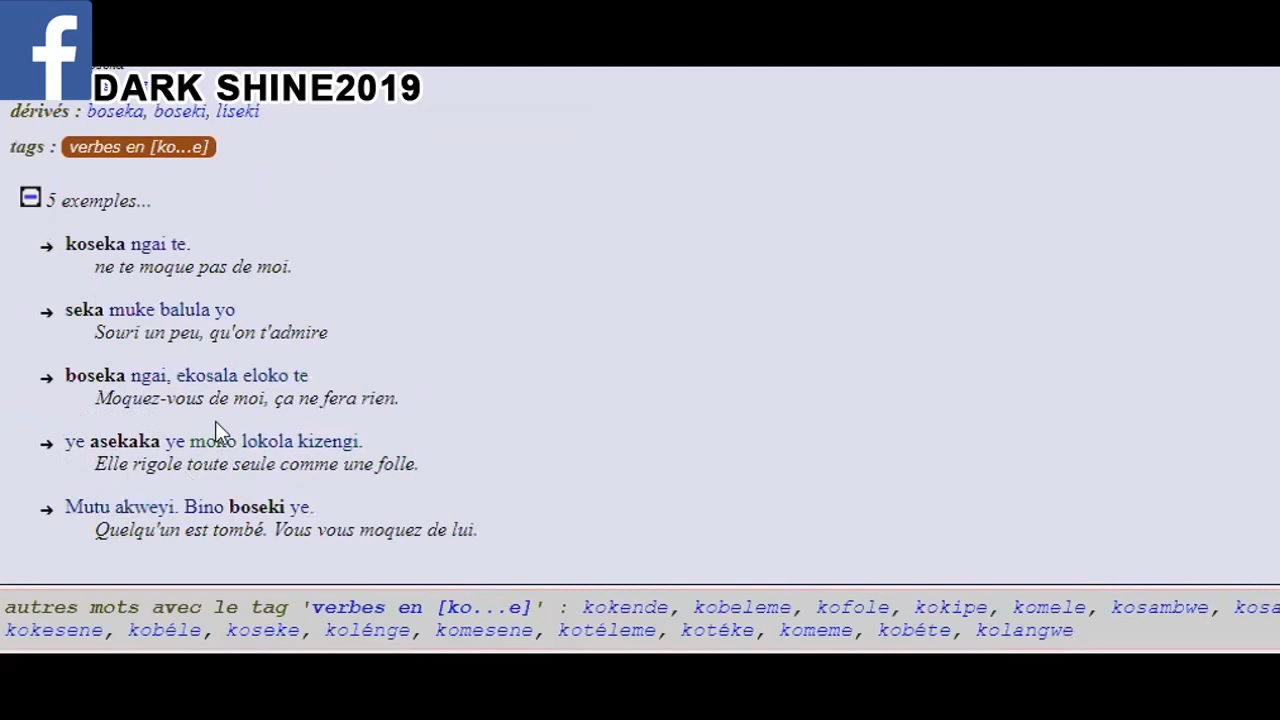 DARK SHINE2019
dérivés : boseka, boseki, líseki
tags : verbes en [ko...e]
5 exemples...
koseka ngai te.
ne te moque pas de moi.
seka muke balula yo
Souri un peu, qu'on t'admire
boseka ngai, ekosala eloko te
Moquez-vous de moi, ça ne fera rien.
ye asekaka ye moko lokola kizengi.
Elle rigole toute seule comme une folle.
Mutu akweyi. Bino boseki ye.
Quelqu'un est tombé. Vous vous moquez de lui.
autres mots avec le tag 'verbes en [ko...e]' : kokende, kobeleme, kofole, kokipe, komele, kosambwe, kosa
kokesene, kobéle, koseke, kolénge, komesene, kotéleme, kotéke, komeme, kobéte, kolangwe